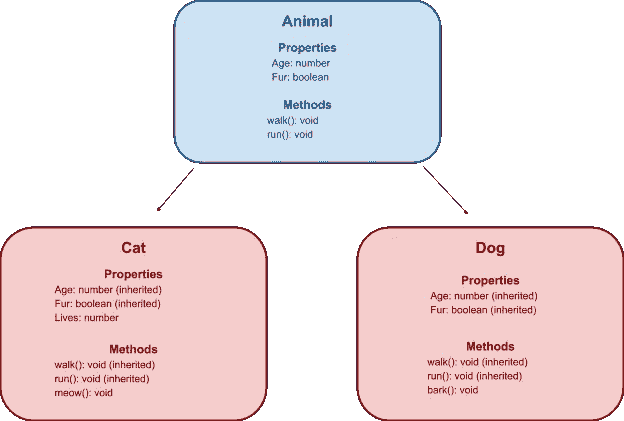 Animal
Properties
Age: number
Fur: boolean
Methods
walk(): void
run(): void
Cat
Properties
Age: number (inherited)
Fur: boolean (inherited)
Lives: number
Methods
walk(): void (inherited)
run(): void (inherited)
meow(): void
Dog
Properties
Age: number (inherited)
Fur: boolean (inherited)
Methods
walk(): void (inherited)
run(): void (inherited)
bark(): void